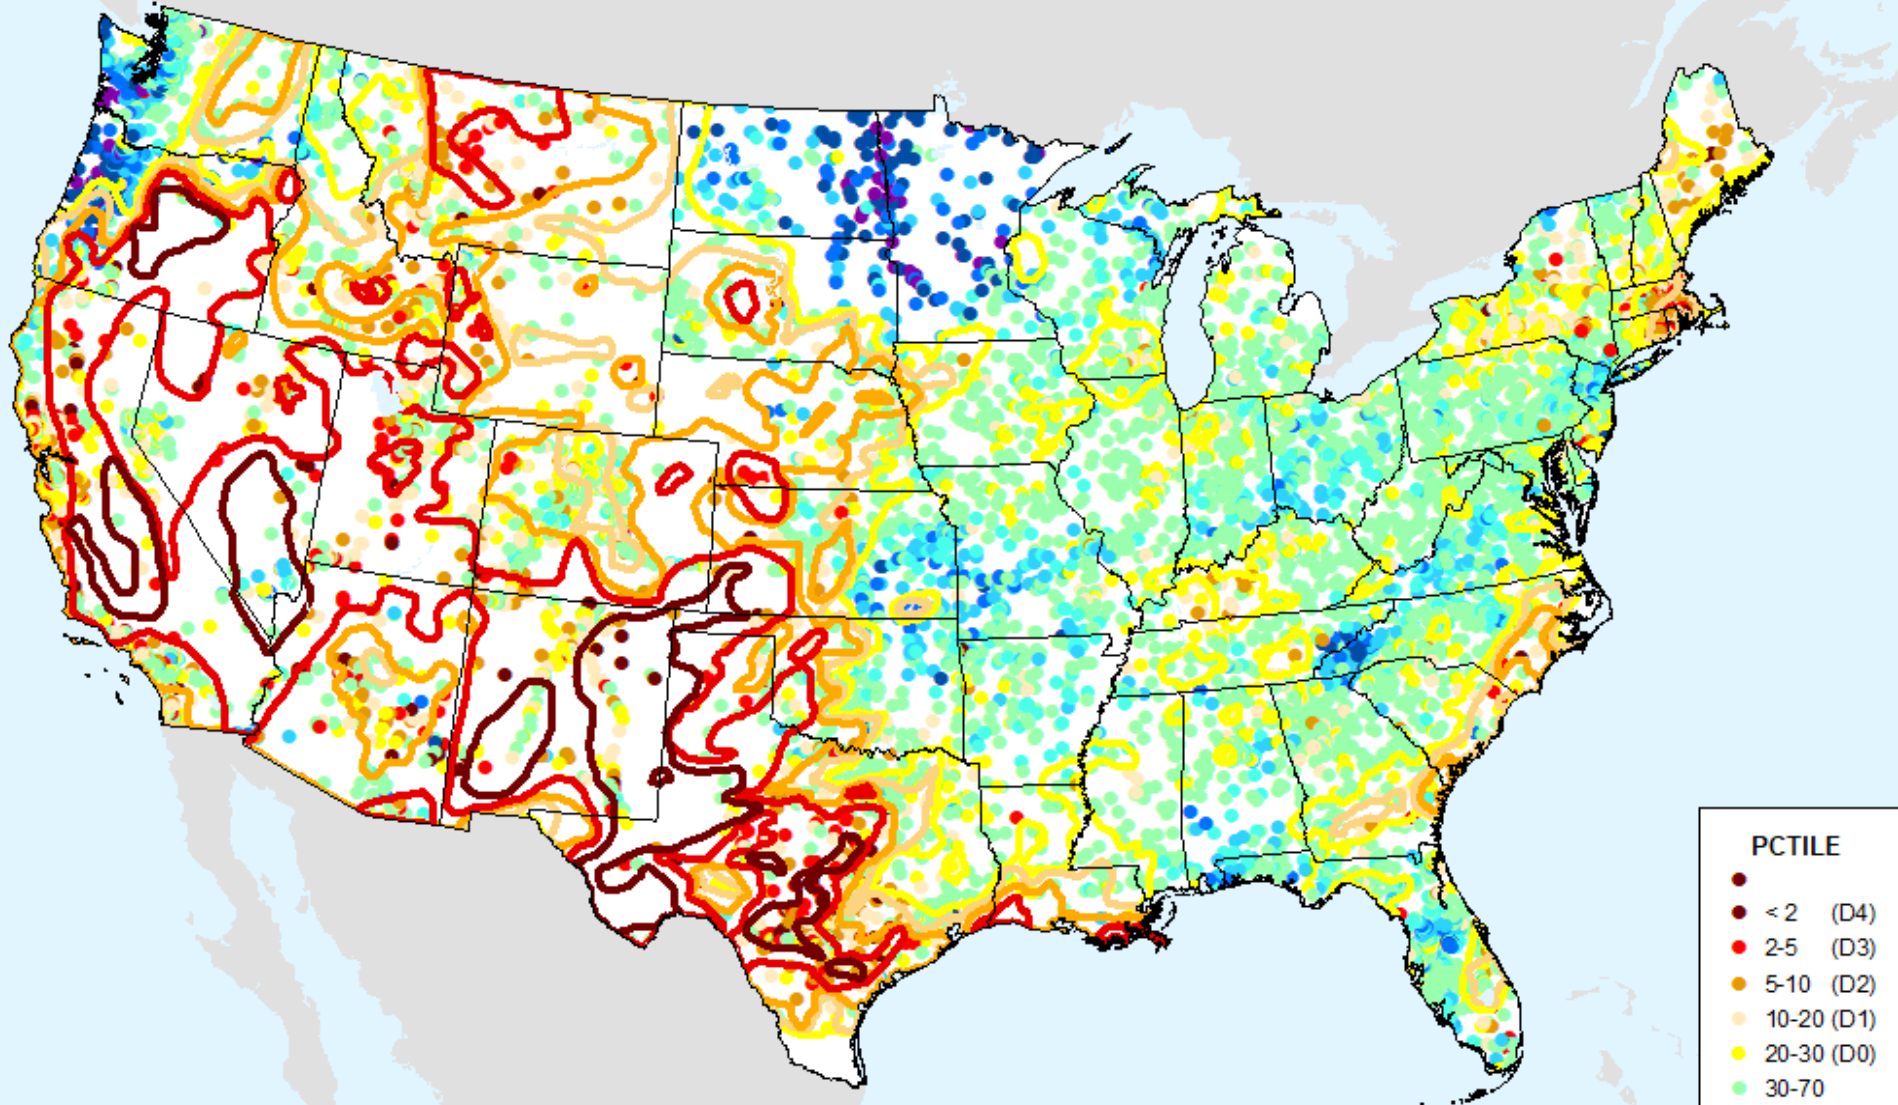 PCTILE
< 2 (D4)
2-5 (D3)
5-10 (D2)
10-20 (D1)
20-30 (D0)
30-70